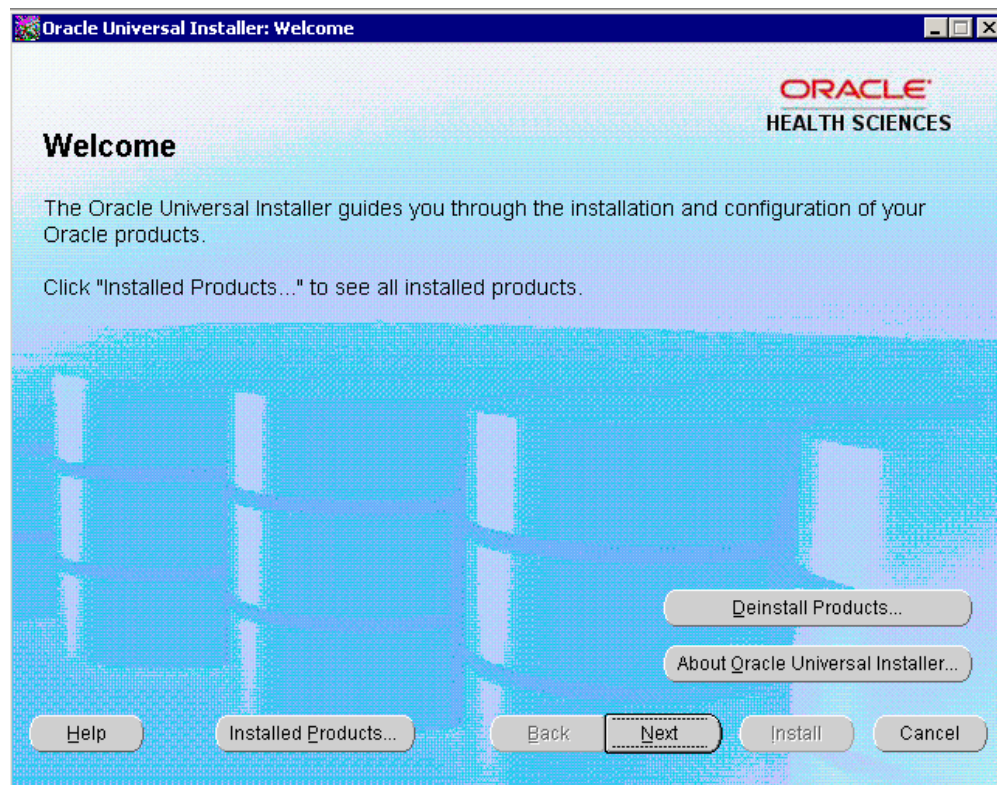 Oracle Universal Installer: Welcome
ORACLE
HEALTH SCIENCES
Welcome
The Oracle Universal Installer guides you through the installation and configuration of your
Oracle products.
Click "Installed Products..." to see all installed products.
Deinstall Products...
About Oracle Universal Installer...
Help
Installed Products...
Back
Next
Install
Cancel